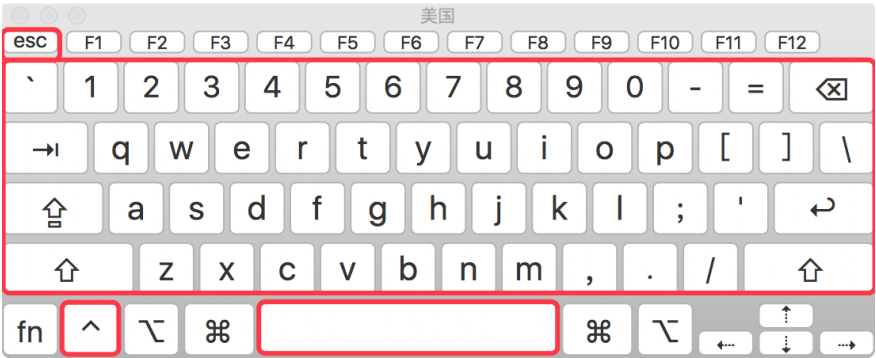 美国
esc F1 F2 F3 F4 F5 F6 F7 F8 F9 F10 F11 F12
` 1 2 3 4 5 6 7 8 9 0 - = ⌫
⇥ q w e r t y u i o p [ ] \
⇪ a s d f g h j k l ; ' ↩
⇧ z x c v b n m , . / ⇧
fn ^ ⌥ ⌘ ⌘ ⌥ ⇠ ⇡ ⇣ ⇢